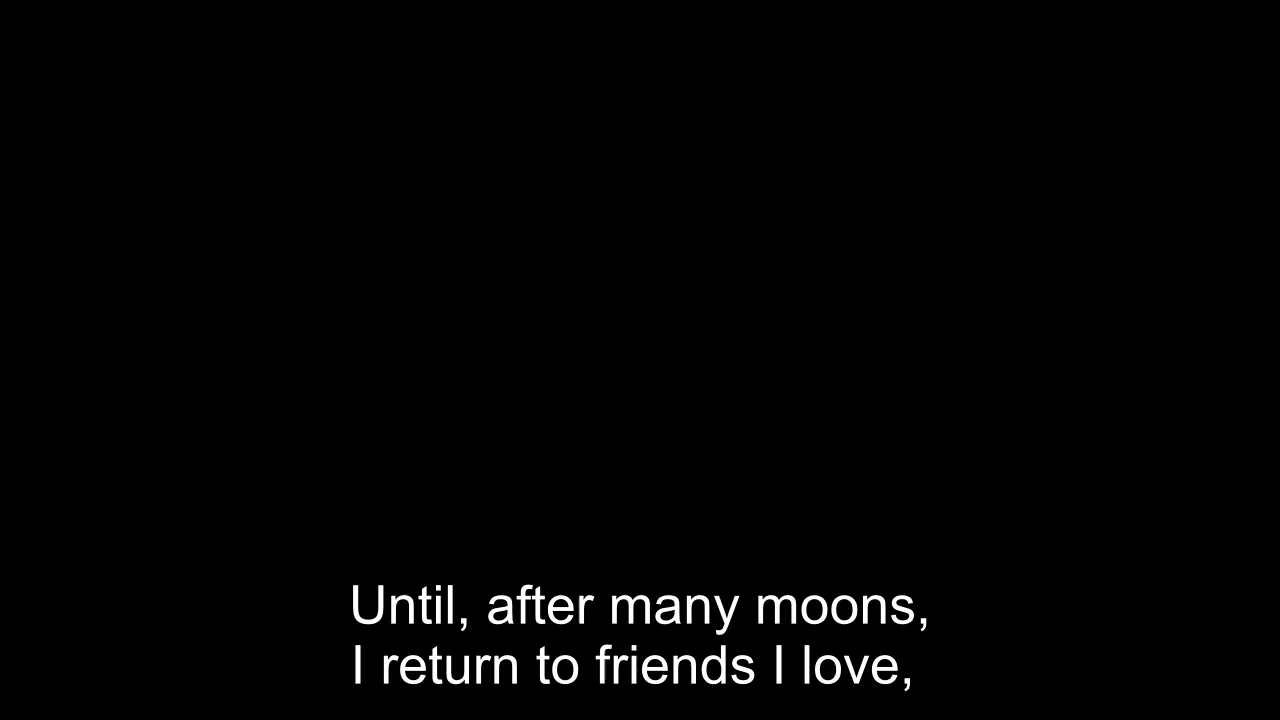 Until, after many moons,
I return to friends I love,